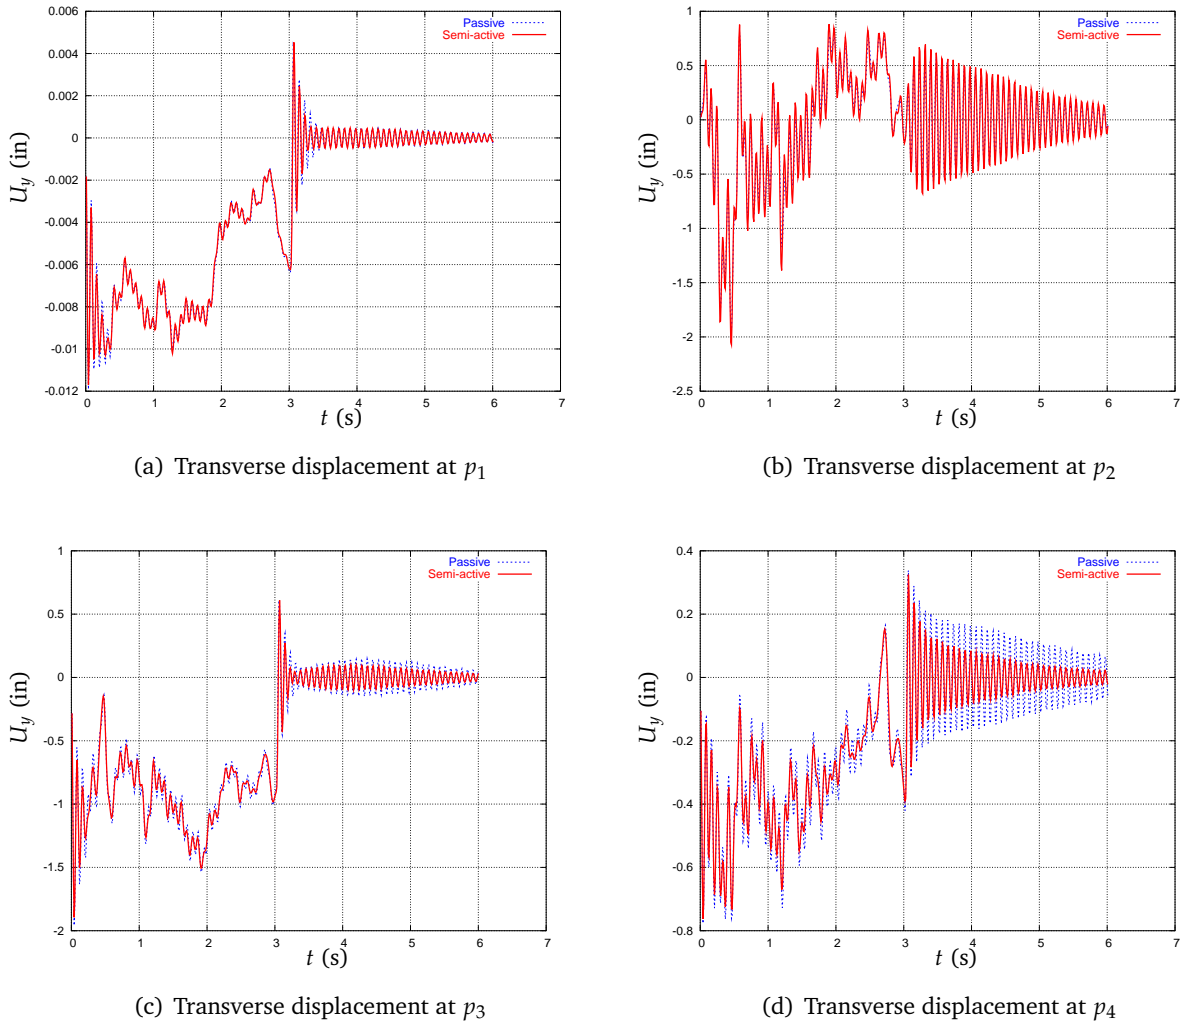 0.006
0.004
0.002
0
-0.002
-0.004
-0.006
-0.008
-0.01
-0.012
0 1 2 3 4 5 6 7
U_y (in)
t (s)
Passive
Semi-active
(a) Transverse displacement at p_1
1
0.5
0
-0.5
-1
-1.5
-2
-2.5
0 1 2 3 4 5 6 7
U_y (in)
t (s)
Passive
Semi-active
(b) Transverse displacement at p_2
1
0.5
0
-0.5
-1
-1.5
-2
0 1 2 3 4 5 6 7
U_y (in)
t (s)
Passive
Semi-active
(c) Transverse displacement at p_3
0.4
0.2
0
-0.2
-0.4
-0.6
-0.8
0 1 2 3 4 5 6 7
U_y (in)
t (s)
Passive
Semi-active
(d) Transverse displacement at p_4